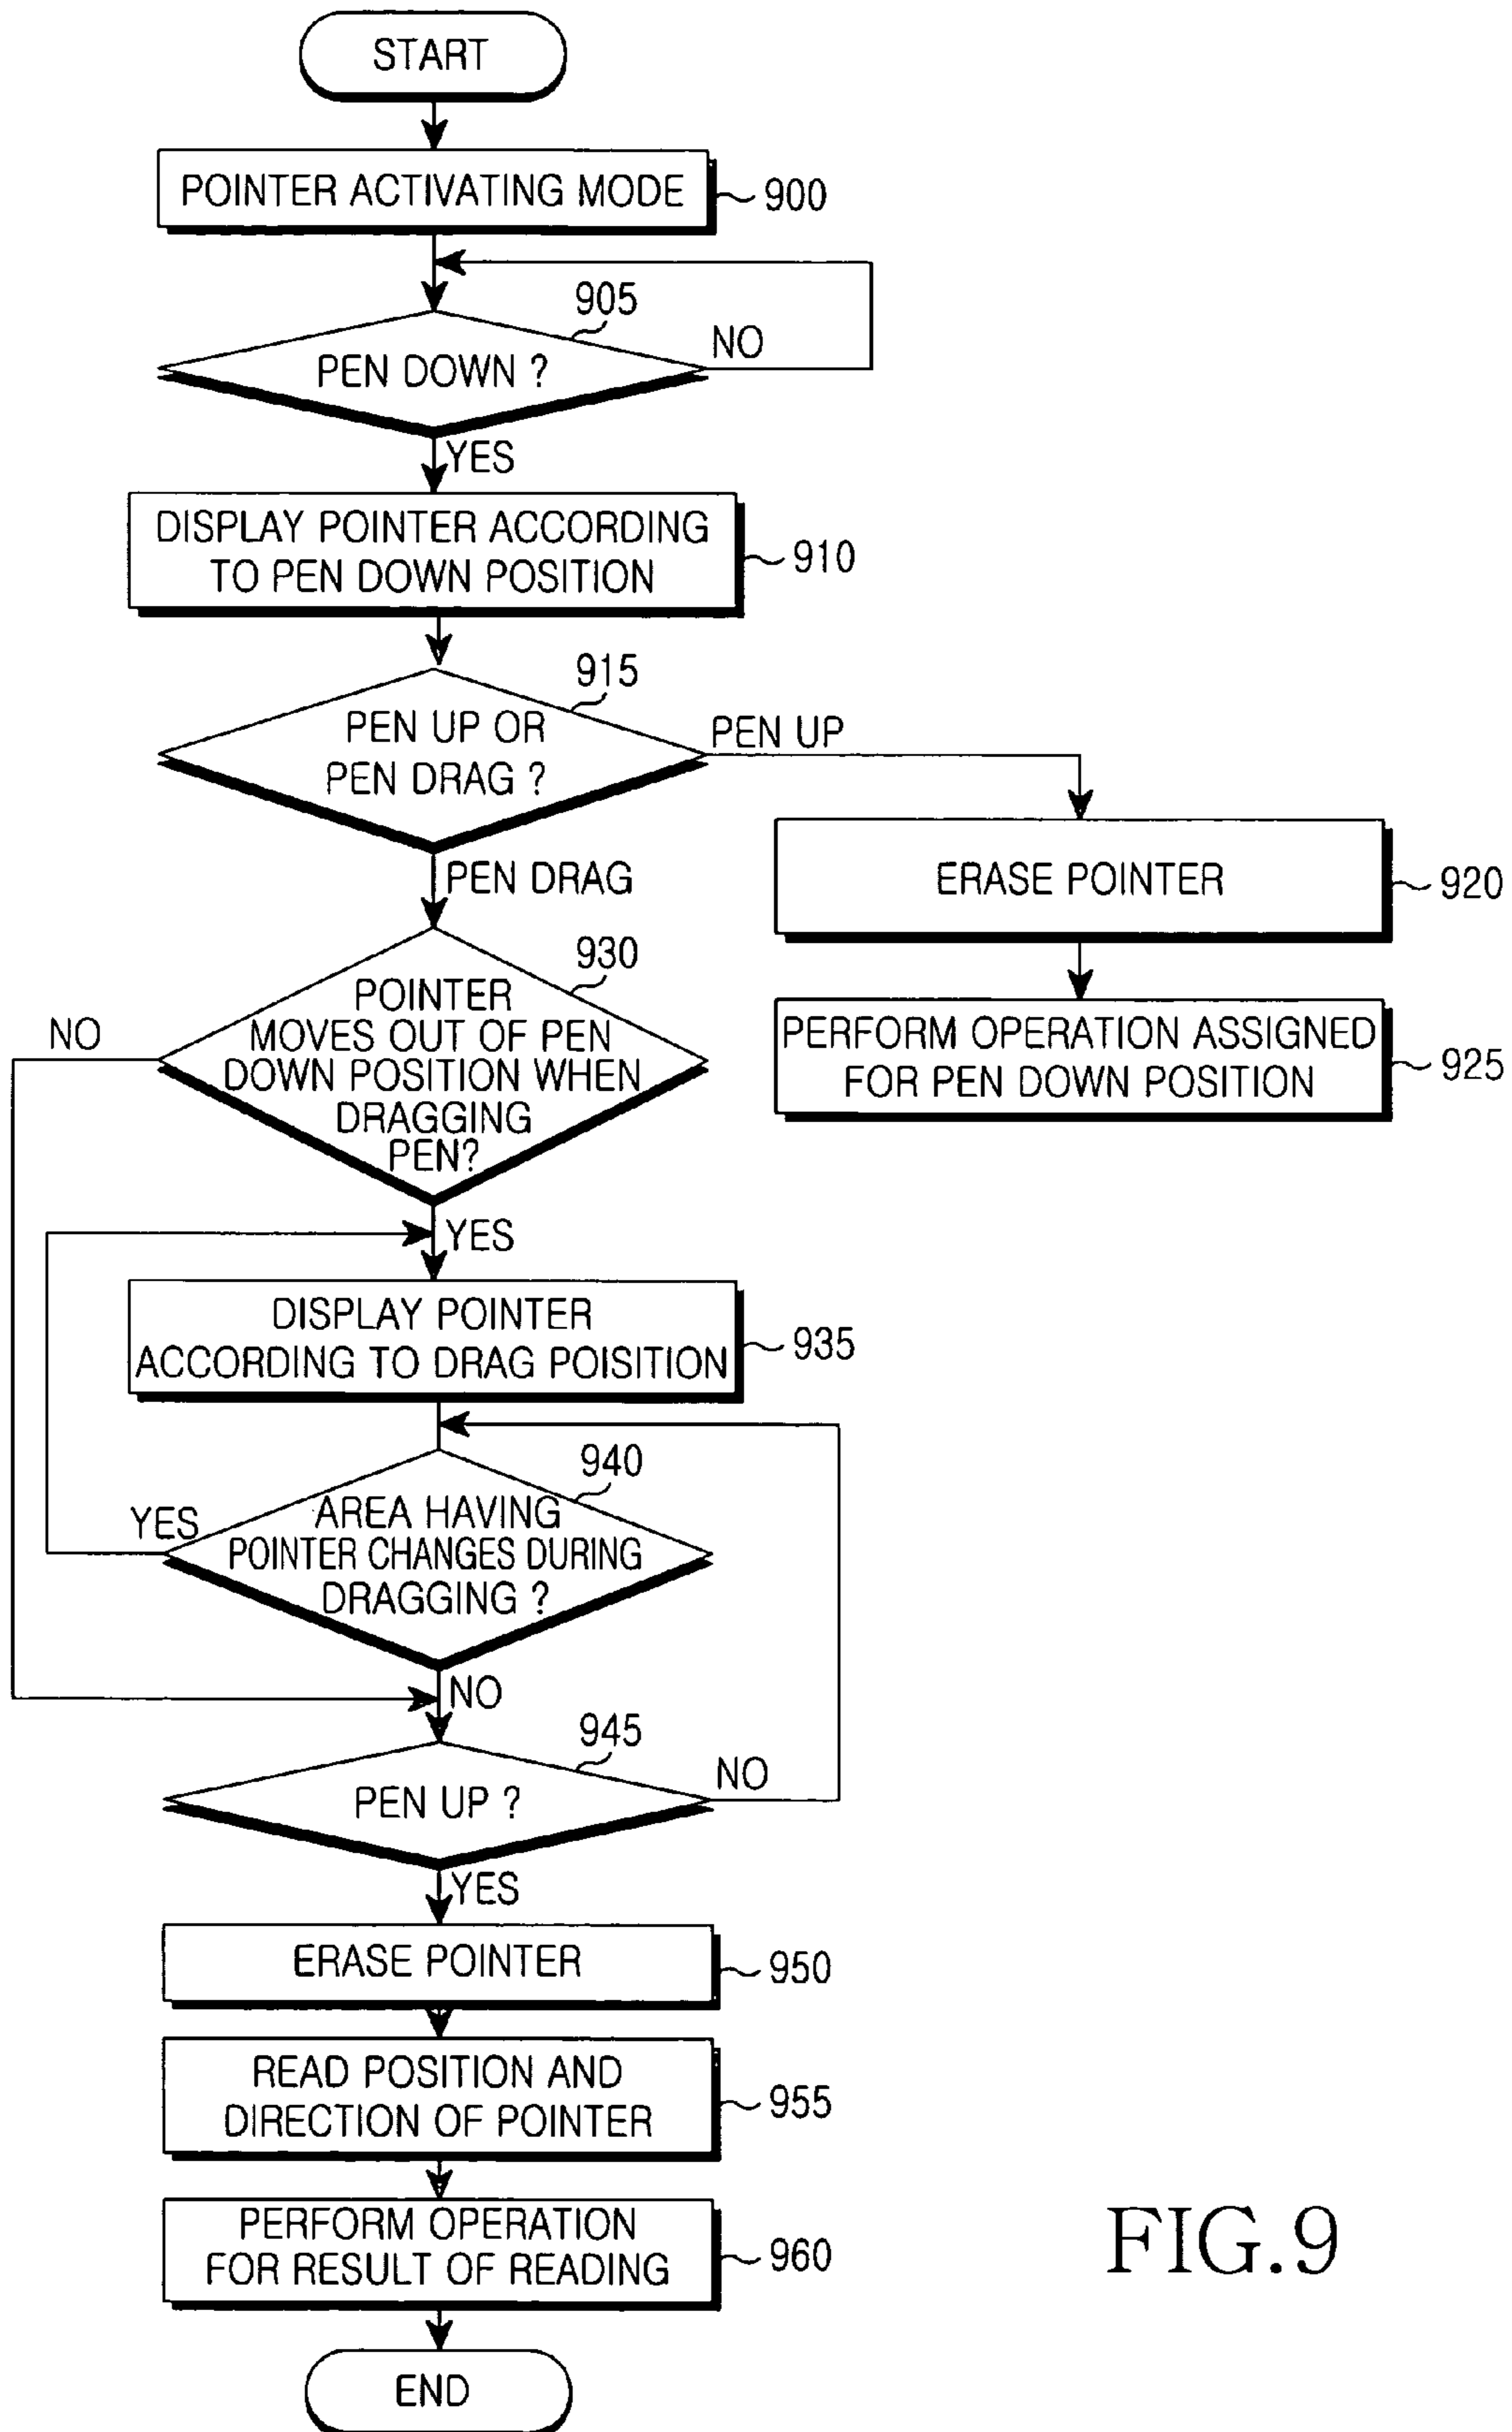 START
POINTER ACTIVATING MODE
900
905
PEN DOWN ?
NO
YES
DISPLAY POINTER ACCORDING
TO PEN DOWN POSITION
910
915
PEN UP OR
PEN DRAG ?
PEN UP
PEN DRAG
ERASE POINTER
920
PERFORM OPERATION ASSIGNED
FOR PEN DOWN POSITION
925
930
POINTER
MOVES OUT OF PEN
DOWN POSITION WHEN
DRAGGING
PEN?
NO
YES
DISPLAY POINTER
ACCORDING TO DRAG POISITION
935
940
AREA HAVING
POINTER CHANGES DURING
DRAGGING ?
YES
NO
945
PEN UP ?
NO
YES
ERASE POINTER
950
READ POSITION AND
DIRECTION OF POINTER
955
PERFORM OPERATION
FOR RESULT OF READING
960
END
FIG.9